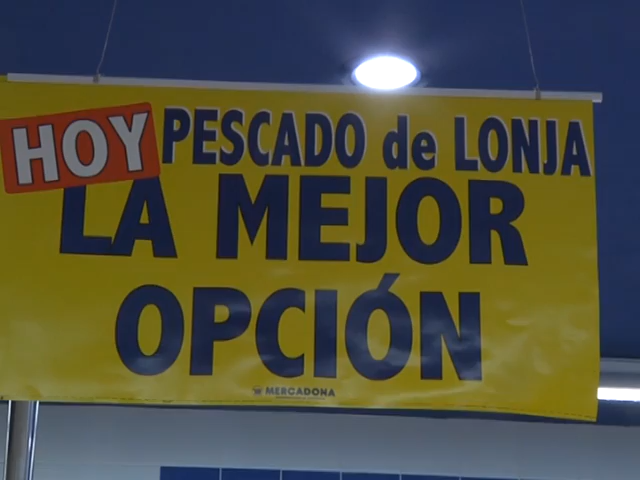 HOY PESCADO de LONJA
LA MEJOR
OPCIÓN
MERCADONA